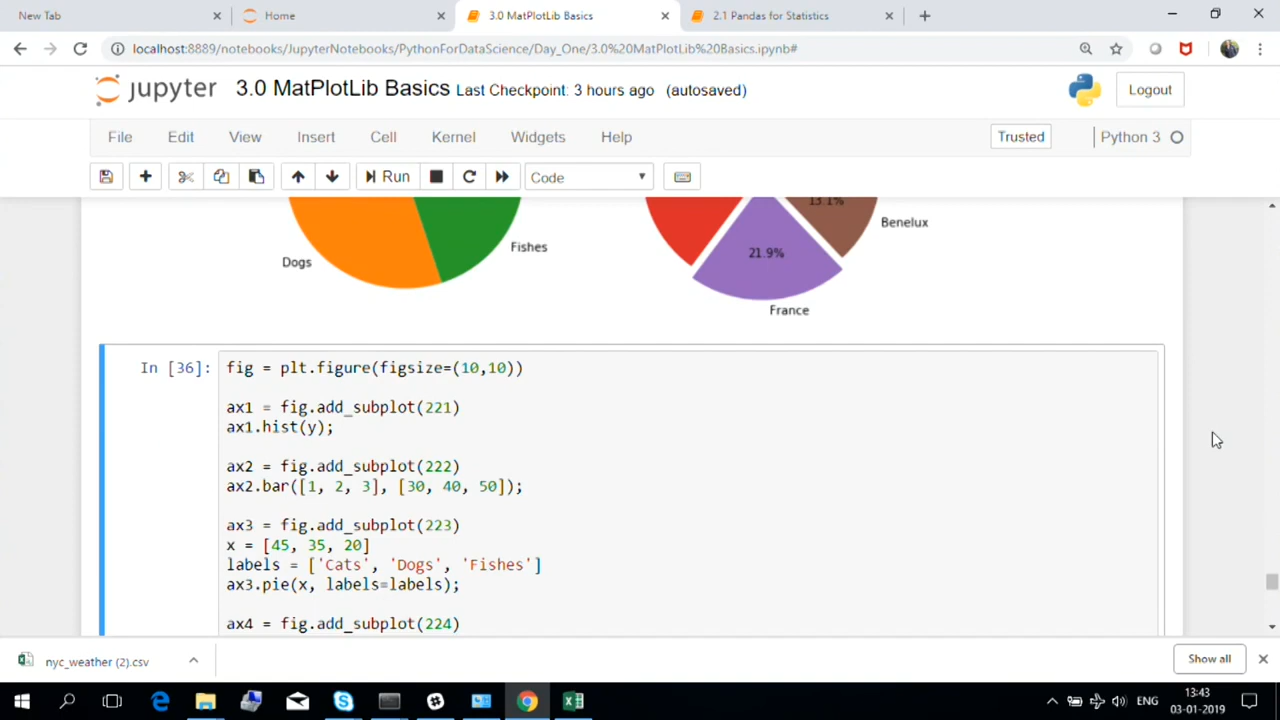 New Tab
Home
3.0 MatPlotLib Basics
2.1 Pandas for Statistics
localhost:8889/notebooks/JupyterNotebooks/PythonForDataScience/Day_One/3.0%20MatPlotLib%20Basics.ipynb#
jupyter 3.0 MatPlotLib Basics Last Checkpoint: 3 hours ago (autosaved)
Logout
File Edit View Insert Cell Kernel Widgets Help
Trusted
Python 3
Run
Code
13.1%
Benelux
Fishes
21.9%
Dogs
France
In [36]:
fig = plt.figure(figsize=(10,10))
ax1 = fig.add_subplot(221)
ax1.hist(y);
ax2 = fig.add_subplot(222)
ax2.bar([1, 2, 3], [30, 40, 50]);
ax3 = fig.add_subplot(223)
x = [45, 35, 20]
labels = ['Cats', 'Dogs', 'Fishes']
ax3.pie(x, labels=labels);
ax4 = fig.add_subplot(224)
nyc_weather (2).csv
Show all
ENG
13:43
03-01-2019